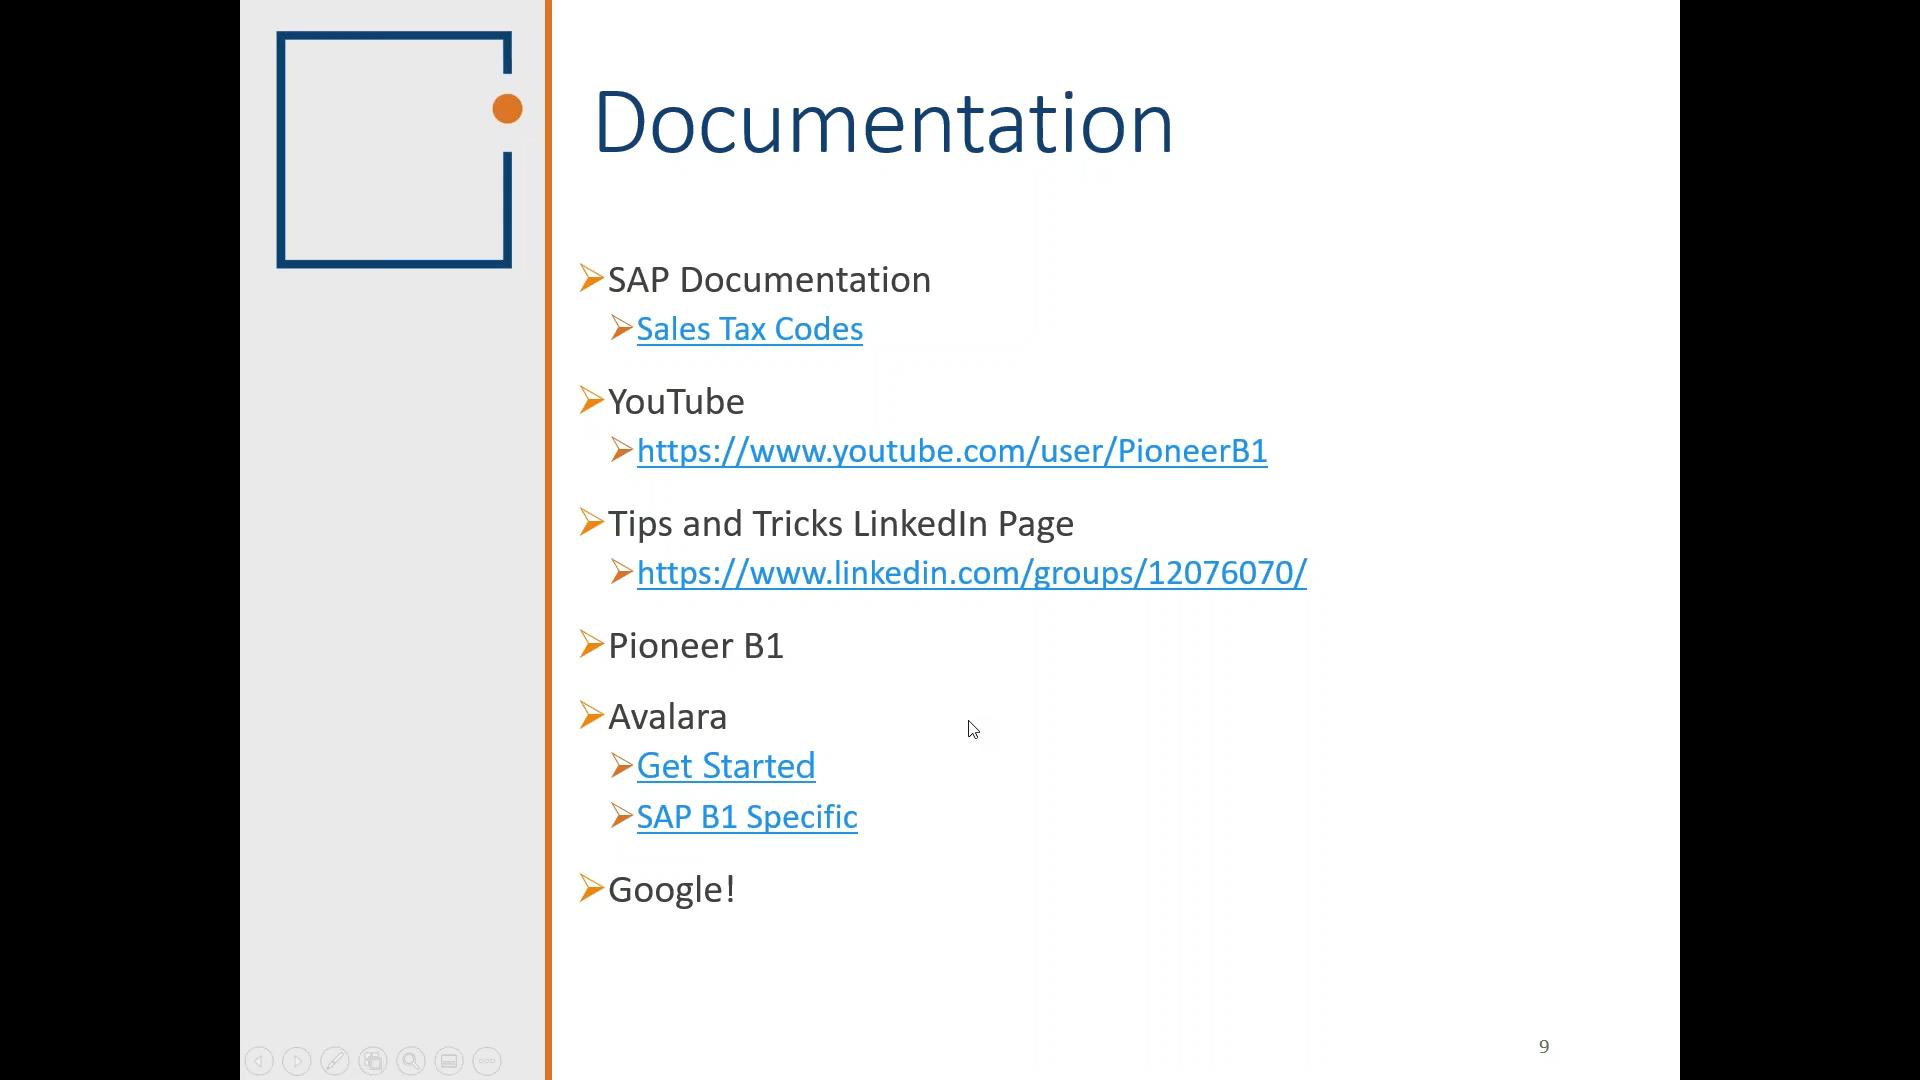 Documentation
SAP Documentation
Sales Tax Codes
YouTube
https://www.youtube.com/user/PioneerB1
Tips and Tricks LinkedIn Page
https://www.linkedin.com/groups/12076070/
Pioneer B1
Avalara
Get Started
SAP B1 Specific
Google!
9